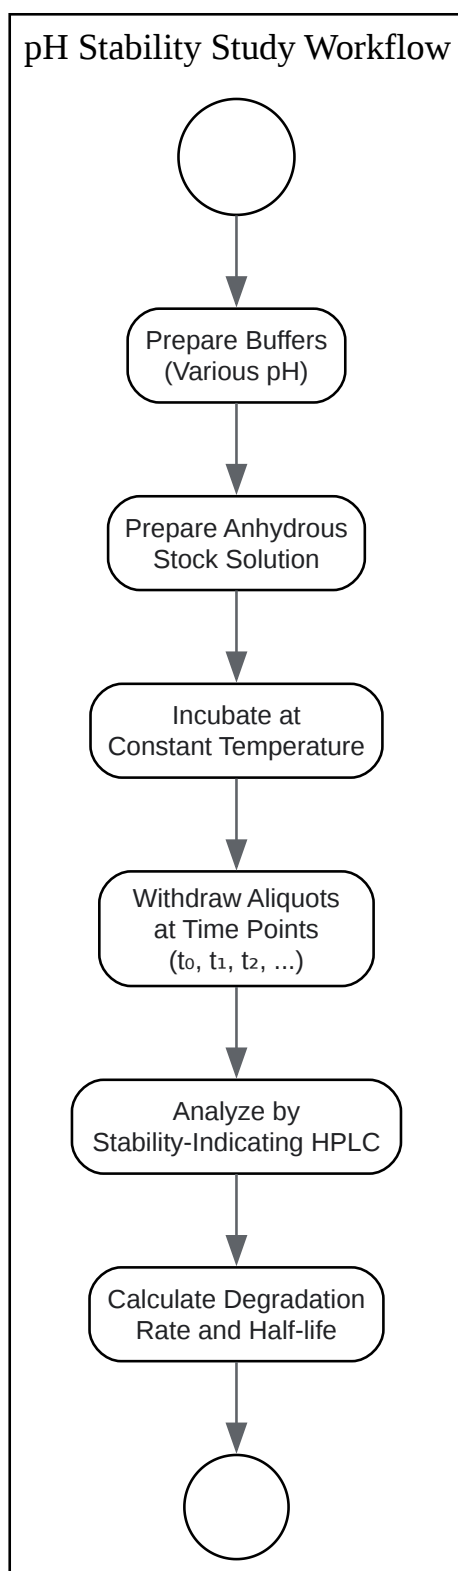 pH Stability Study Workflow
Prepare Buffers
(Various pH)
Prepare Anhydrous
Stock Solution
Incubate at
Constant Temperature
Withdraw Aliquots
at Time Points
(t₀, t₁, t₂, ...)
Analyze by
Stability-Indicating HPLC
Calculate Degradation
Rate and Half-life